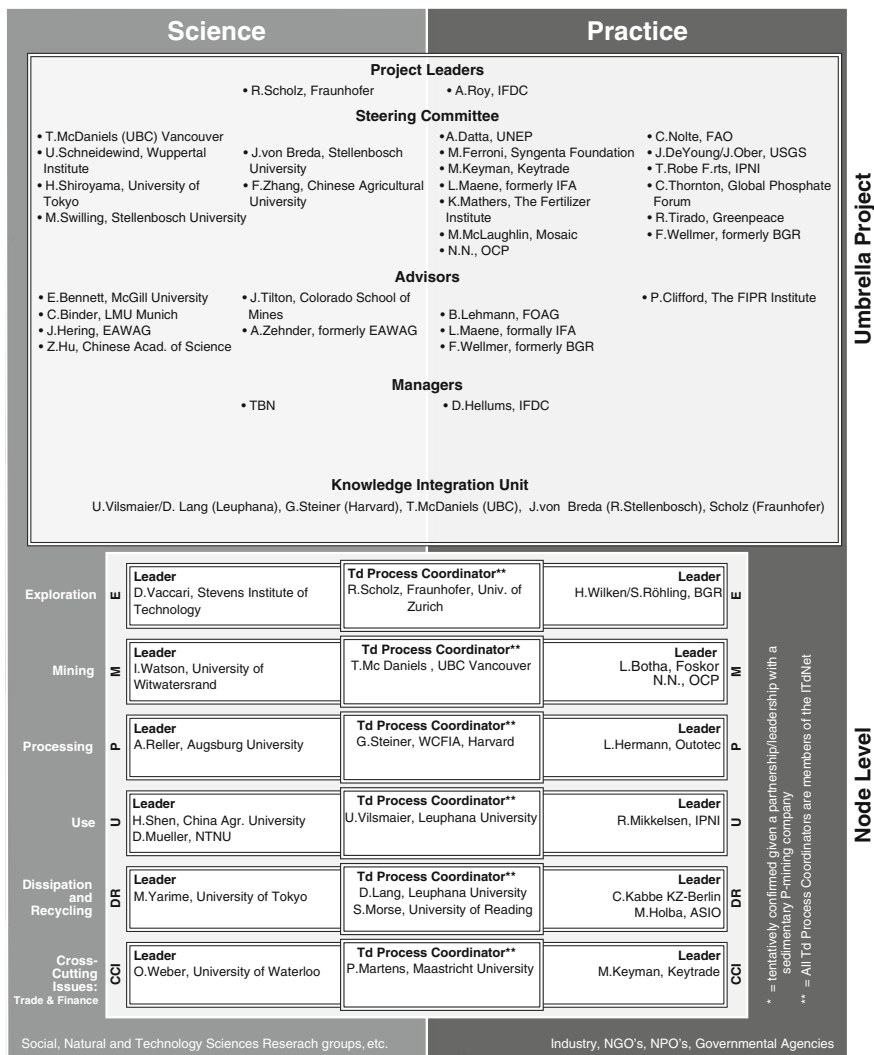 Science
Practice
Project Leaders
• R.Scholz, Fraunhofer
• A.Roy, IFDC
Steering Committee
• T.McDaniels (UBC) Vancouver
• U.Schneidewind, Wuppertal
Institute
• H.Shiroyama, University of
Tokyo
• M.Swilling, Stellenbosch University
• J.von Breda, Stellenbosch
University
• F.Zhang, Chinese Agricultural
University
•A.Datta, UNEP
• M.Ferroni, Syngenta Foundation
• M.Keyman, Keytrade
• L.Maene, formerly IFA
• K.Mathers, The Fertilizer
Institute
• M.McLaughlin, Mosaic
• N.N., OCP
• C.Nolte, FAO
• J.DeYoung/J.Ober, USGS
• T.Robe F.rts, IPNI
• C.Thornton, Global Phosphate
Forum
• R.Tirado, Greenpeace
• F.Wellmer, formerly BGR
Advisors
• E.Bennett, McGill University
• C.Binder, LMU Munich
• J.Hering, EAWAG
• Z.Hu, Chinese Acad. of Science
• J.Tilton, Colorado School of
Mines
• A.Zehnder, formerly EAWAG
• B.Lehmann, FOAG
• L.Maene, formally IFA
• F.Wellmer, formerly BGR
• P.Clifford, The FIPR Institute
Managers
• TBN
• D.Hellums, IFDC
Knowledge Integration Unit
U.Vilsmaier/D. Lang (Leuphana), G.Steiner (Harvard), T.McDaniels (UBC), J.von Breda (R.Stellenbosch), Scholz (Fraunhofer)
Umbrella Project
Exploration
E
Leader
D.Vaccari, Stevens Institute of
Technology
Td Process Coordinator**
R.Scholz, Fraunhofer, Univ. of
Zurich
Leader
H.Wilken/S.Röhling, BGR
E
Mining
M
Leader
I.Watson, University of
Witwatersrand
Td Process Coordinator**
T.Mc Daniels , UBC Vancouver
Leader
L.Botha, Foskor
N.N., OCP
M
Processing
P
Leader
A.Reller, Augsburg University
Td Process Coordinator**
G.Steiner, WCFIA, Harvard
Leader
L.Hermann, Outotec
P
Use
U
Leader
H.Shen, China Agr. University
D.Mueller, NTNU
Td Process Coordinator**
U.Vilsmaier, Leuphana University
Leader
R.Mikkelsen, IPNI
U
Dissipation
and
Recycling
DR
Leader
M.Yarime, University of Tokyo
Td Process Coordinator**
D.Lang, Leuphana University
S.Morse, University of Reading
Leader
C.Kabbe KZ-Berlin
M.Holba, ASIO
DR
Cross-
Cutting
Issues:
Trade & Finance
CCI
Leader
O.Weber, University of Waterloo
Td Process Coordinator**
P.Martens, Maastricht University
Leader
M.Keyman, Keytrade
CCI
* = tentatively confirmed given a partnership/leadership with a
sedimentary P-mining company
** = All Td Process Coordinators are members of the ITdNet
Node Level
Social, Natural and Technology Sciences Reserach groups, etc.
Industry, NGO's, NPO's, Governmental Agencies